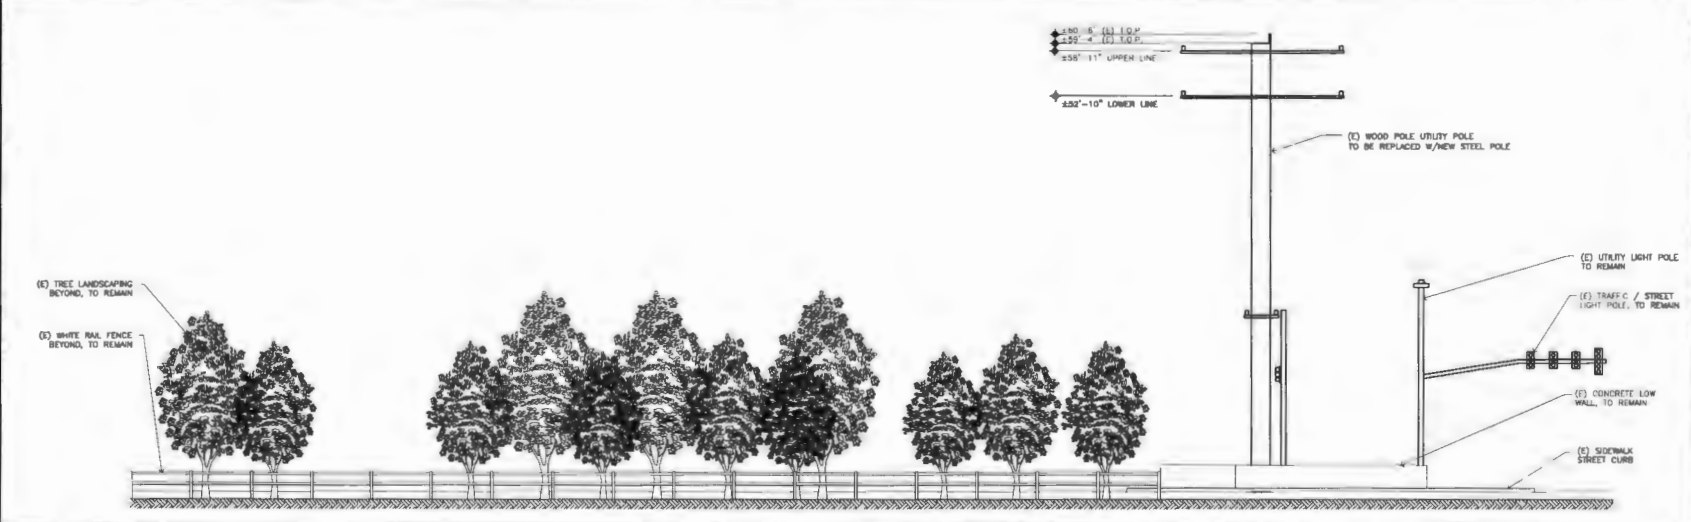 ±60'-6" (E) T.O.P.
±59'-4" (E) T.O.P.
±58'-11" UPPER LINE
±52'-10" LOWER LINE
(E) WOOD POLE UTILITY POLE
TO BE REPLACED W/NEW STEEL POLE
(E) UTILITY LIGHT POLE
TO REMAIN
(E) TRAFFIC / STREET
LIGHT POLE, TO REMAIN
(E) TREE LANDSCAPING
BEYOND, TO REMAIN
(E) WHITE RAIL FENCE
BEYOND, TO REMAIN
(E) CONCRETE LOW
WALL, TO REMAIN
(E) SIDEWALK
STREET CURB